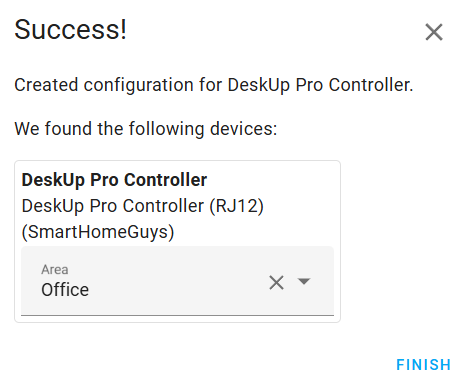 Success!
Created configuration for DeskUp Pro Controller.
We found the following devices:
DeskUp Pro Controller
DeskUp Pro Controller (RJ12)
(SmartHomeGuys)
Area
Office
FINISH